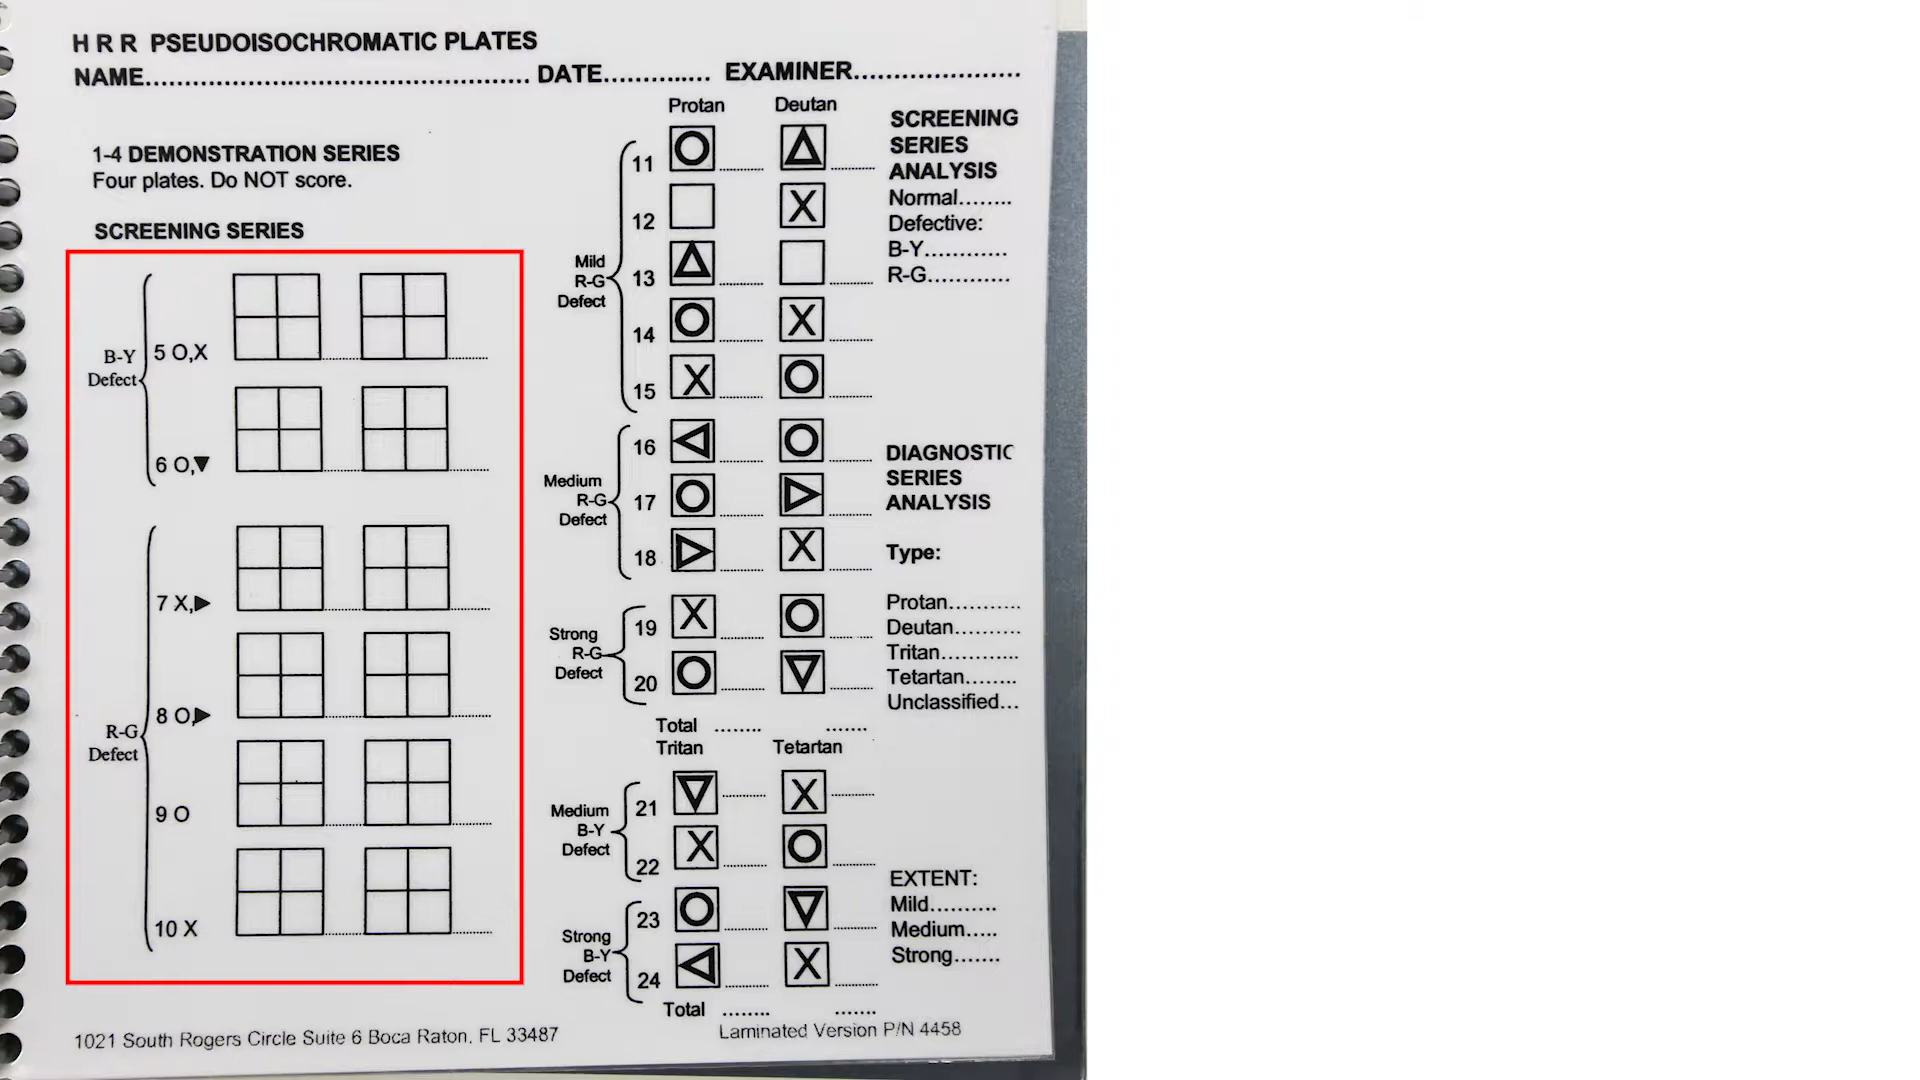 H R R PSEUDOISOCHROMATIC PLATES
NAME................................................ DATE............ EXAMINER.....................
1-4 DEMONSTRATION SERIES
Four plates. Do NOT score.
SCREENING SERIES
B-Y
Defect
5 O,X
6 O,▼
R-G
Defect
7 X,▶
8 O,▶
9 O
10 X
Protan Deutan
Mild
R-G
Defect
11 O △
12 X
13 △
14 O X
15 X O
Medium
R-G
Defect
16 ◁ O
17 O ▷
18 ▷ X
Strong
R-G
Defect
19 X O
20 O ▽
Total ........ .......
Tritan Tetartan
Medium
B-Y
Defect
21 ▽ X
22 X O
Strong
B-Y
Defect
23 O ▽
24 ◁ X
Total ........ .......
SCREENING
SERIES
ANALYSIS
Normal........
Defective:
B-Y............
R-G............
DIAGNOSTIC
SERIES
ANALYSIS
Type:
Protan...........
Deutan..........
Tritan............
Tetartan........
Unclassified...
EXTENT:
Mild..........
Medium.....
Strong.......
1021 South Rogers Circle Suite 6 Boca Raton, FL 33487
Laminated Version P/N 4458